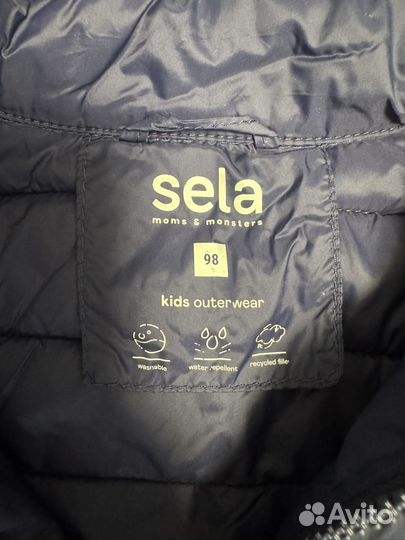 sela
moms & monsters
98
kids outerwear
washable water repellent recycled filler
Avito